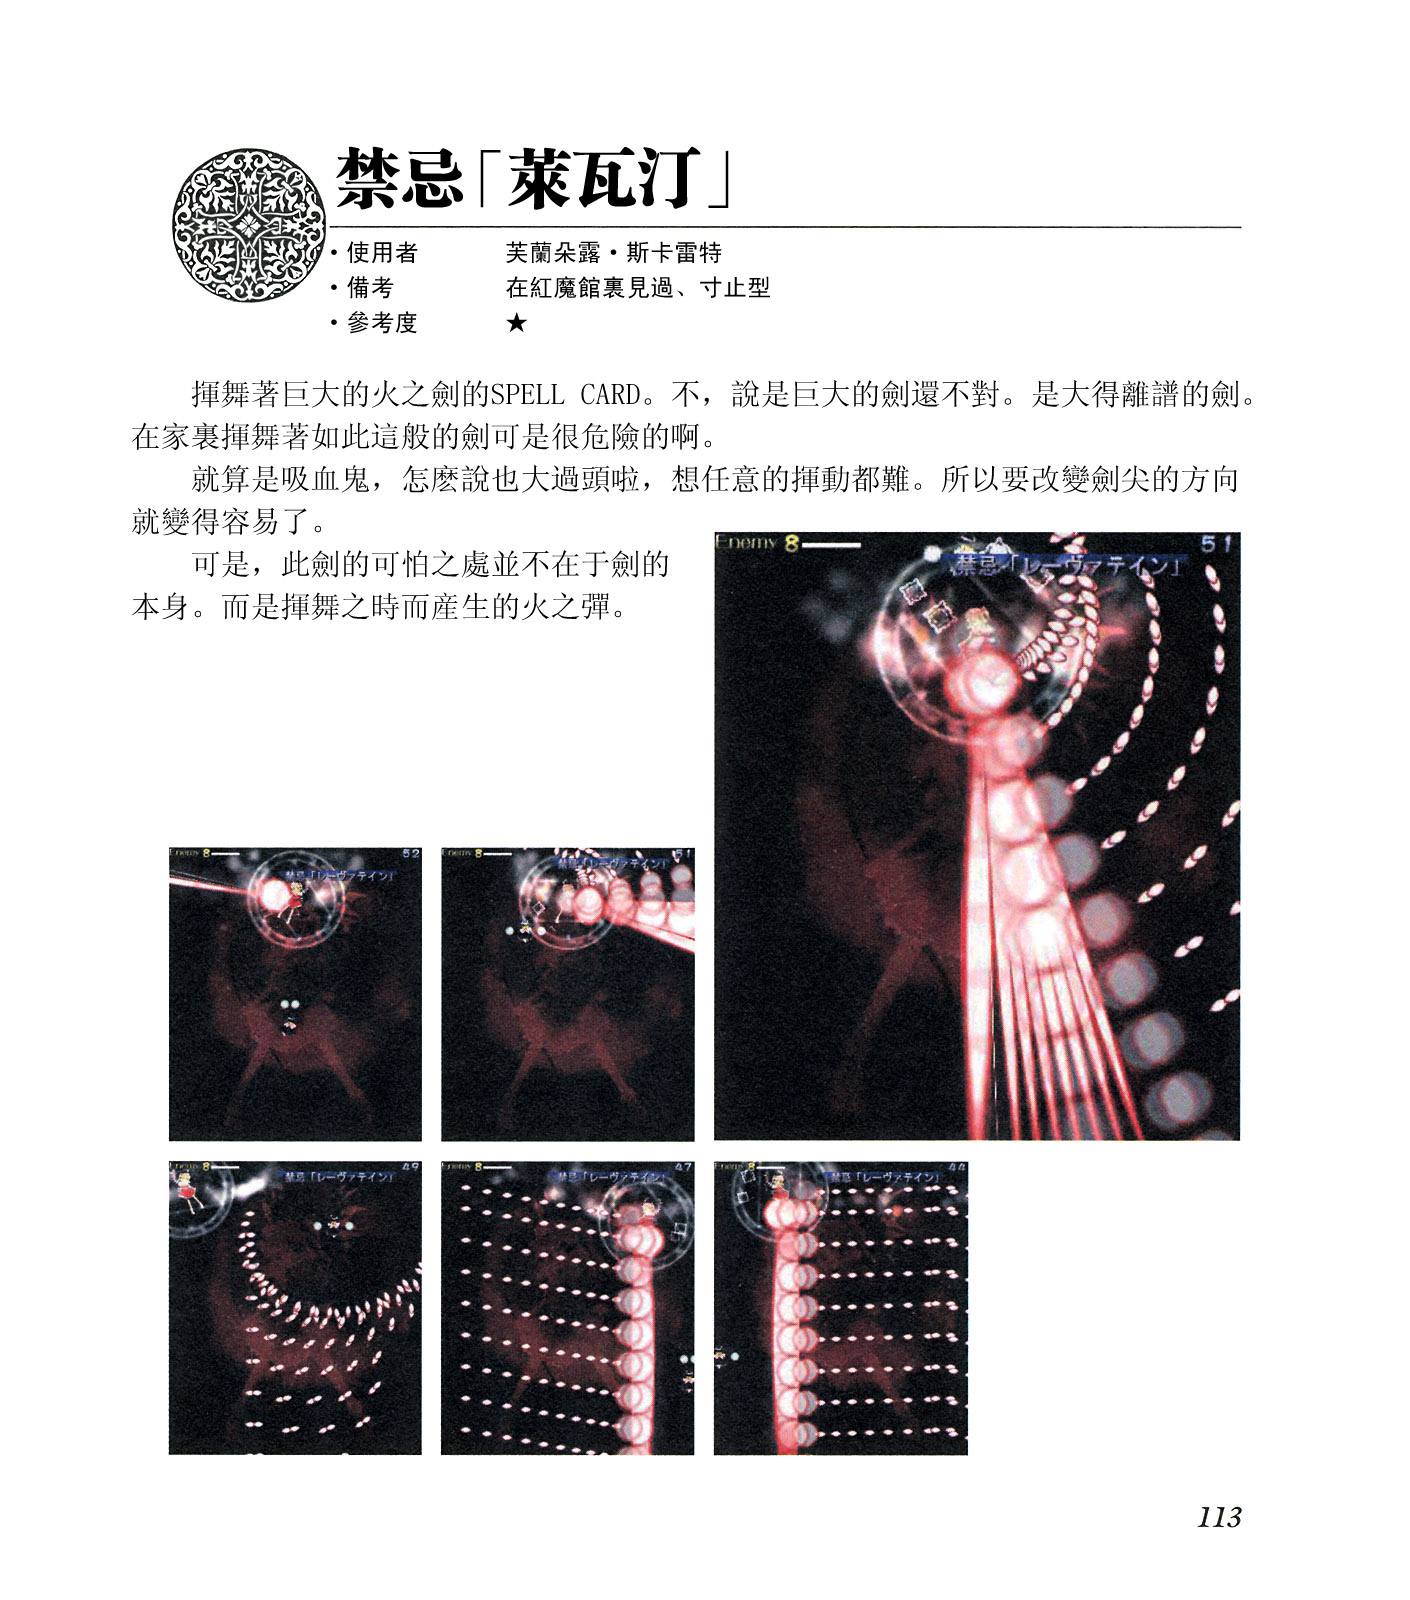 禁忌「萊瓦汀」
・使用者 芙蘭朵露・斯卡雷特
・備考 在紅魔館裏見過、寸止型
・參考度 ★
揮舞著巨大的火之劍的SPELL CARD。不，說是巨大的劍還不對。是大得離譜的劍。
在家裏揮舞著如此這般的劍可是很危險的啊。
就算是吸血鬼，怎麼說也大過頭啦，想任意的揮動都難。所以要改變劍尖的方向
就變得容易了。
可是，此劍的可怕之處並不在于劍的
本身。而是揮舞之時而産生的火之彈。
Enemy 8 51
禁忌「レーヴァテイン」
Enemy 8 52
禁忌「レーヴァテイン」
Enemy 8 51
禁忌「レーヴァテイン」
Enemy 8 49
禁忌「レーヴァテイン」
Enemy 8 47
禁忌「レーヴァテイン」
Enemy 8 44
禁忌「レーヴァテイン」
113